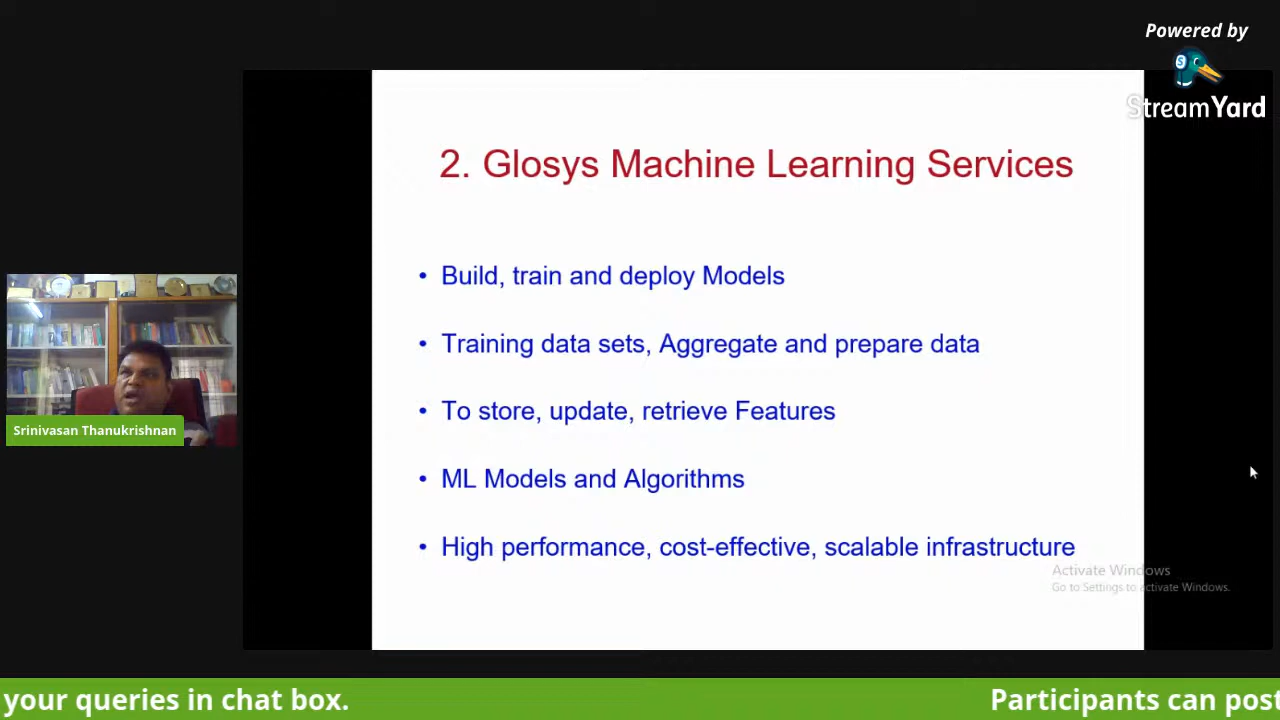 Powered by
StreamYard
2. Glosys Machine Learning Services
• Build, train and deploy Models
• Training data sets, Aggregate and prepare data
• To store, update, retrieve Features
• ML Models and Algorithms
• High performance, cost-effective, scalable infrastructure
Srinivasan Thanukrishnan
Activate Windows
Go to Settings to activate Windows.
your queries in chat box. Participants can post